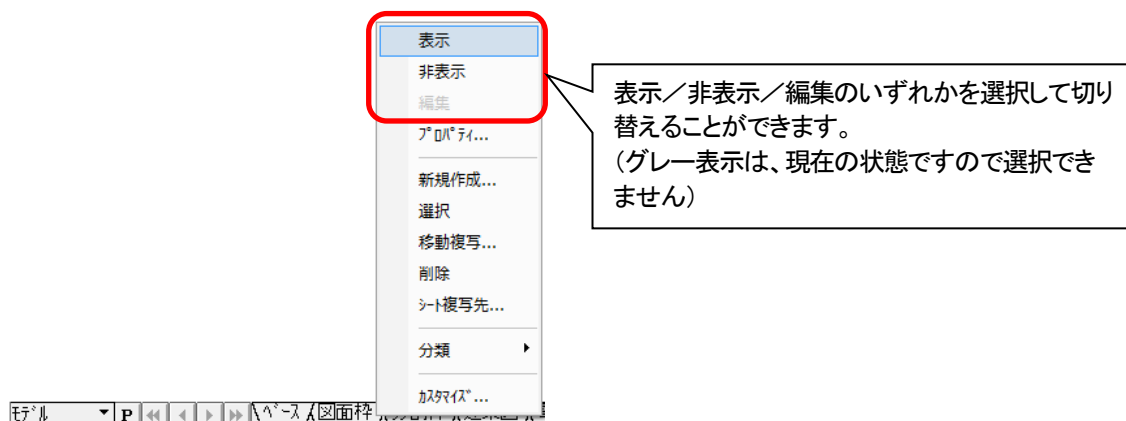 表示
非表示
編集
ﾌﾟﾛﾊﾟﾃｨ...
新規作成...
選択
移動複写...
削除
ｼｰﾄ複写先...
分類
ｶｽﾀﾏｲｽﾞ...
表示／非表示／編集のいずれかを選択して切り
替えることができます。
（グレー表示は、現在の状態ですので選択でき
ません）
ﾓﾃﾞﾙ P ﾍﾞｰｽ 図面枠